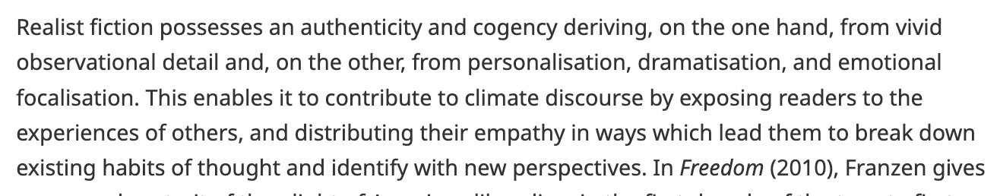 Realist fiction possesses an authenticity and cogency deriving, on the one hand, from vivid
observational detail and, on the other, from personalisation, dramatisation, and emotional
focalisation. This enables it to contribute to climate discourse by exposing readers to the
experiences of others, and distributing their empathy in ways which lead them to break down
existing habits of thought and identify with new perspectives. In Freedom (2010), Franzen gives